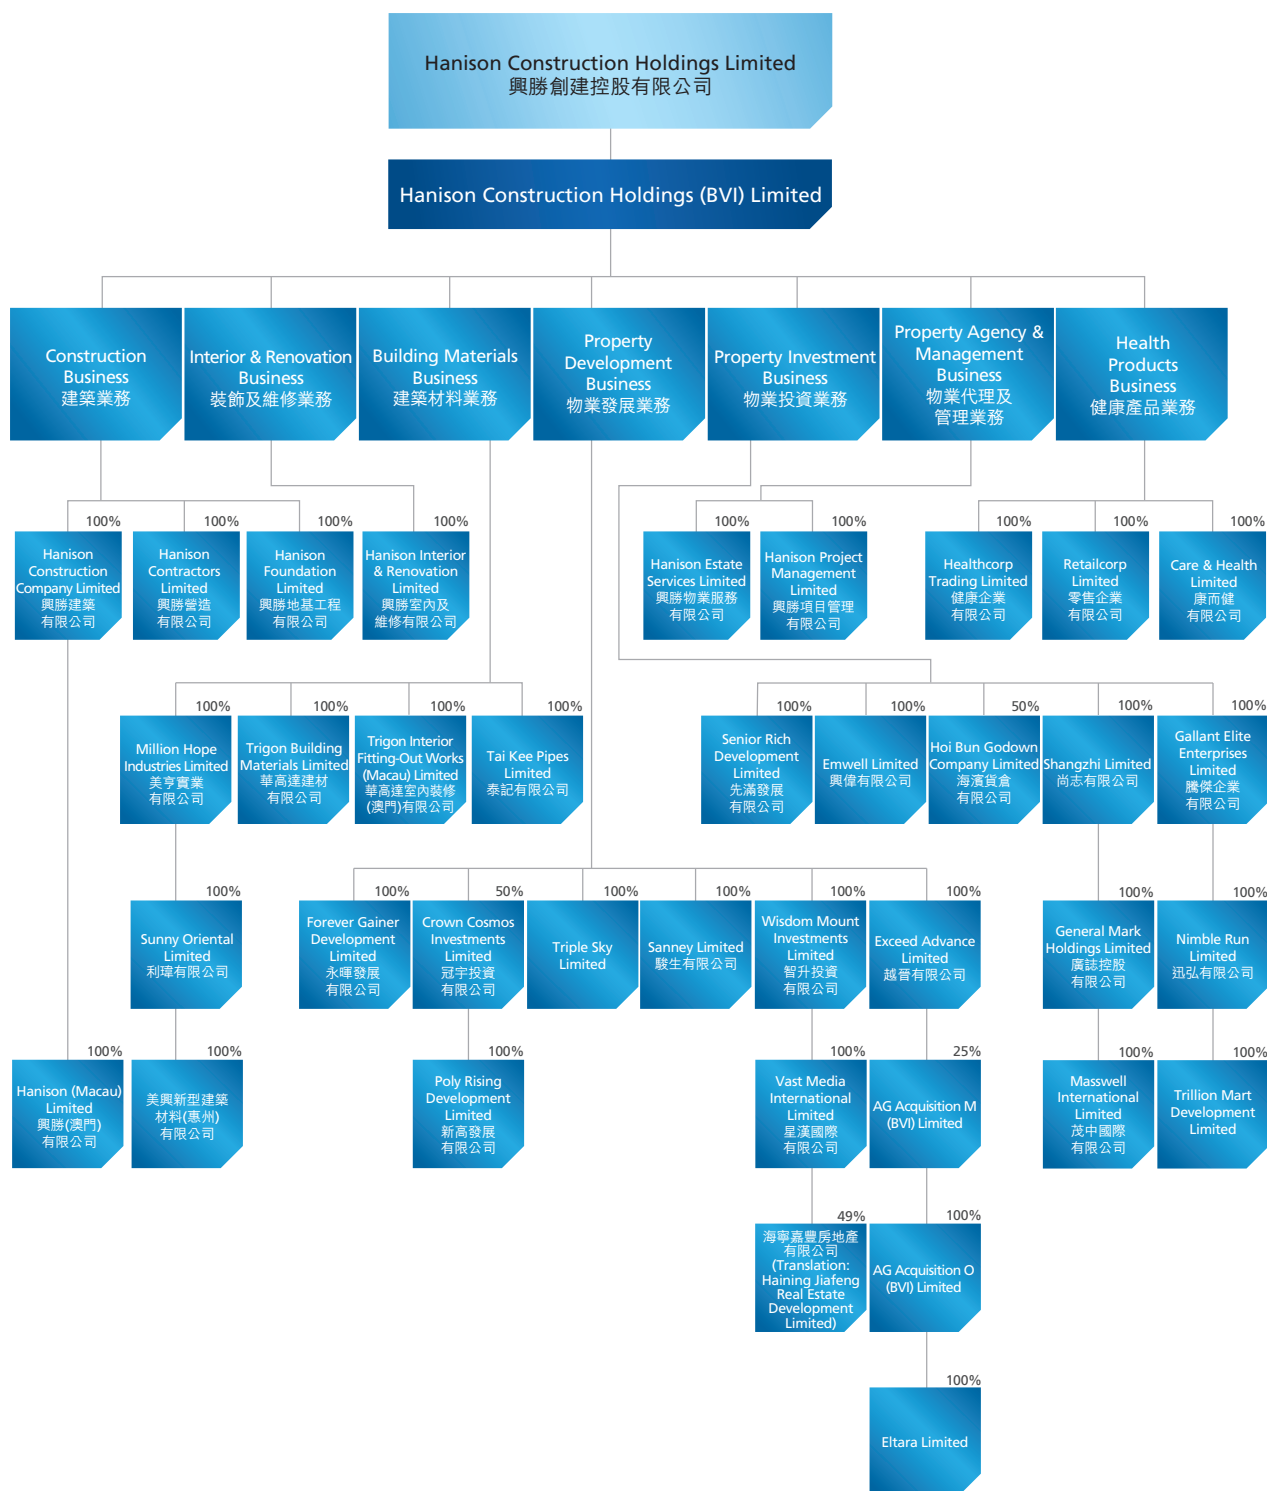 Hanison Construction Holdings Limited
興勝創建控股有限公司
Hanison Construction Holdings (BVI) Limited
Construction
Business
建築業務
Interior & Renovation
Business
裝飾及維修業務
Building Materials
Business
建築材料業務
Property
Development
Business
物業發展業務
Property Investment
Business
物業投資業務
Property Agency &
Management
Business
物業代理及
管理業務
Health
Products
Business
健康產品業務
100%
Hanison
Construction
Company Limited
興勝建築
有限公司
100%
Hanison
Contractors
Limited
興勝營造
有限公司
100%
Hanison
Foundation
Limited
興勝地基工程
有限公司
100%
Hanison Interior
& Renovation
Limited
興勝室內及
維修有限公司
100%
Hanison Estate
Services Limited
興勝物業服務
有限公司
100%
Hanison Project
Management
Limited
興勝項目管理
有限公司
100%
Healthcorp
Trading Limited
健康企業
有限公司
100%
Retailcorp
Limited
零售企業
有限公司
100%
Care & Health
Limited
康而健
有限公司
100%
Million Hope
Industries Limited
美亨實業
有限公司
100%
Trigon Building
Materials Limited
華高達建材
有限公司
100%
Trigon Interior
Fitting-Out Works
(Macau) Limited
華高達室內裝修
(澳門)有限公司
100%
Tai Kee Pipes
Limited
泰記有限公司
100%
Senior Rich
Development
Limited
先滿發展
有限公司
100%
Emwell Limited
興偉有限公司
50%
Hoi Bun Godown
Company Limited
海濱貨倉
有限公司
100%
Shangzhi Limited
尚志有限公司
100%
Gallant Elite
Enterprises
Limited
騰傑企業
有限公司
100%
Sunny Oriental
Limited
利瑋有限公司
100%
Forever Gainer
Development
Limited
永暉發展
有限公司
50%
Crown Cosmos
Investments
Limited
冠宇投資
有限公司
100%
Triple Sky
Limited
100%
Sanney Limited
駿生有限公司
100%
Wisdom Mount
Investments
Limited
智升投資
有限公司
100%
Exceed Advance
Limited
越晉有限公司
100%
General Mark
Holdings Limited
廣誌控股
有限公司
100%
Nimble Run
Limited
迅弘有限公司
100%
Hanison (Macau)
Limited
興勝(澳門)
有限公司
100%
美興新型建築
材料(惠州)
有限公司
100%
Poly Rising
Development
Limited
新高發展
有限公司
100%
Vast Media
International
Limited
星漢國際
有限公司
25%
AG Acquisition M
(BVI) Limited
100%
Masswell
International
Limited
茂中國際
有限公司
100%
Trillion Mart
Development
Limited
49%
海寧嘉豐房地產
有限公司
(Translation:
Haining Jiafeng
Real Estate
Development
Limited)
100%
AG Acquisition O
(BVI) Limited
100%
Eltara Limited